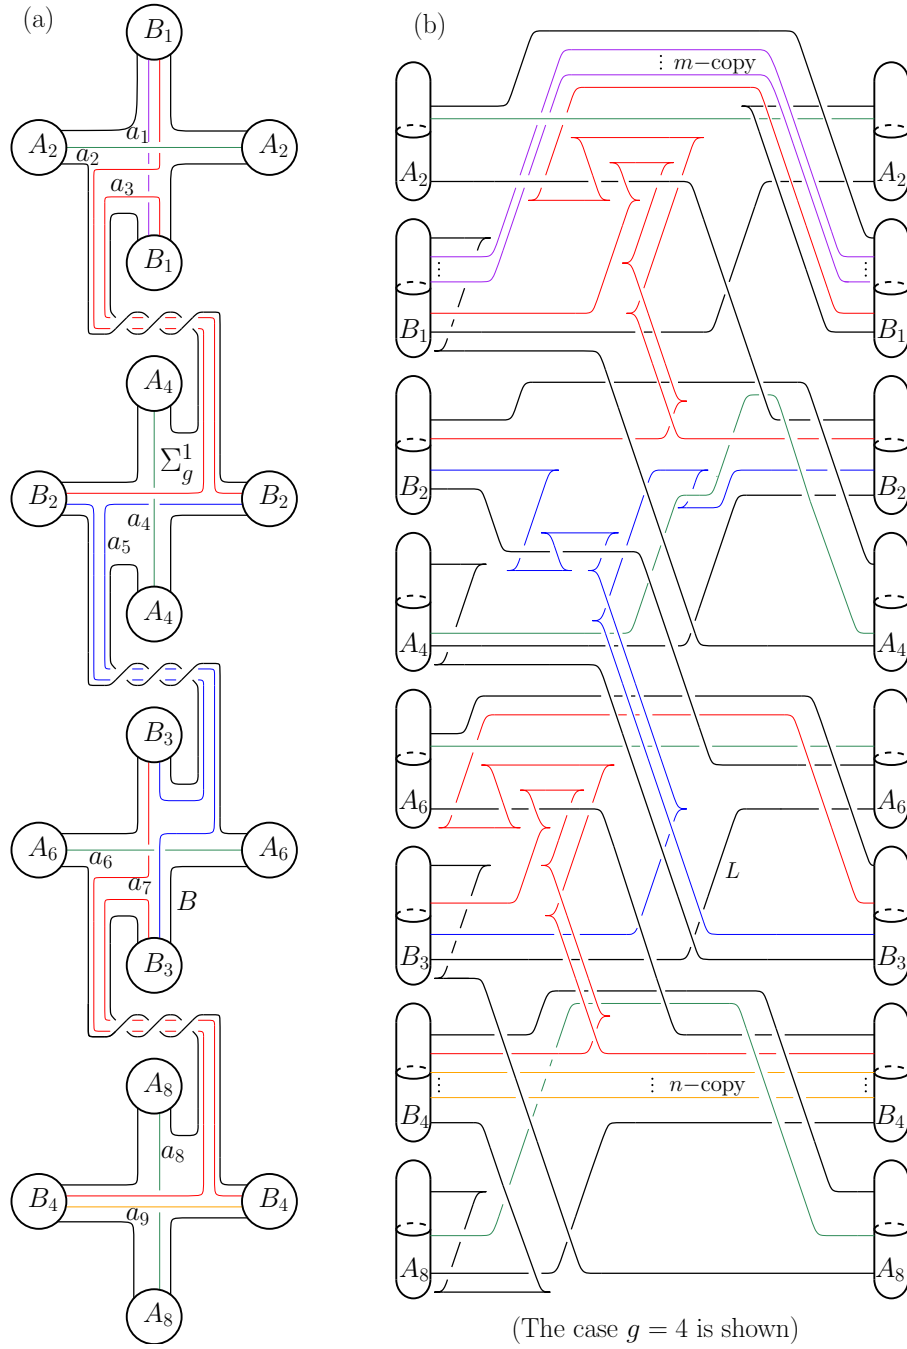 (a)
B₁
a₁
A₂
a₂
A₂
a₃
B₁
A₄
Σ¹g
B₂
B₂
a₄
a₅
A₄
B₃
A₆
a₆
A₆
a₇
B
B₃
A₈
a₈
B₄
B₄
a₉
A₈
(b)
⋮ m−copy
A₂
A₂
⋮
⋮
B₁
B₁
B₂
B₂
A₄
A₄
A₆
A₆
L
B₃
B₃
⋮
⋮ n−copy
⋮
B₄
B₄
A₈
A₈
(The case g = 4 is shown)